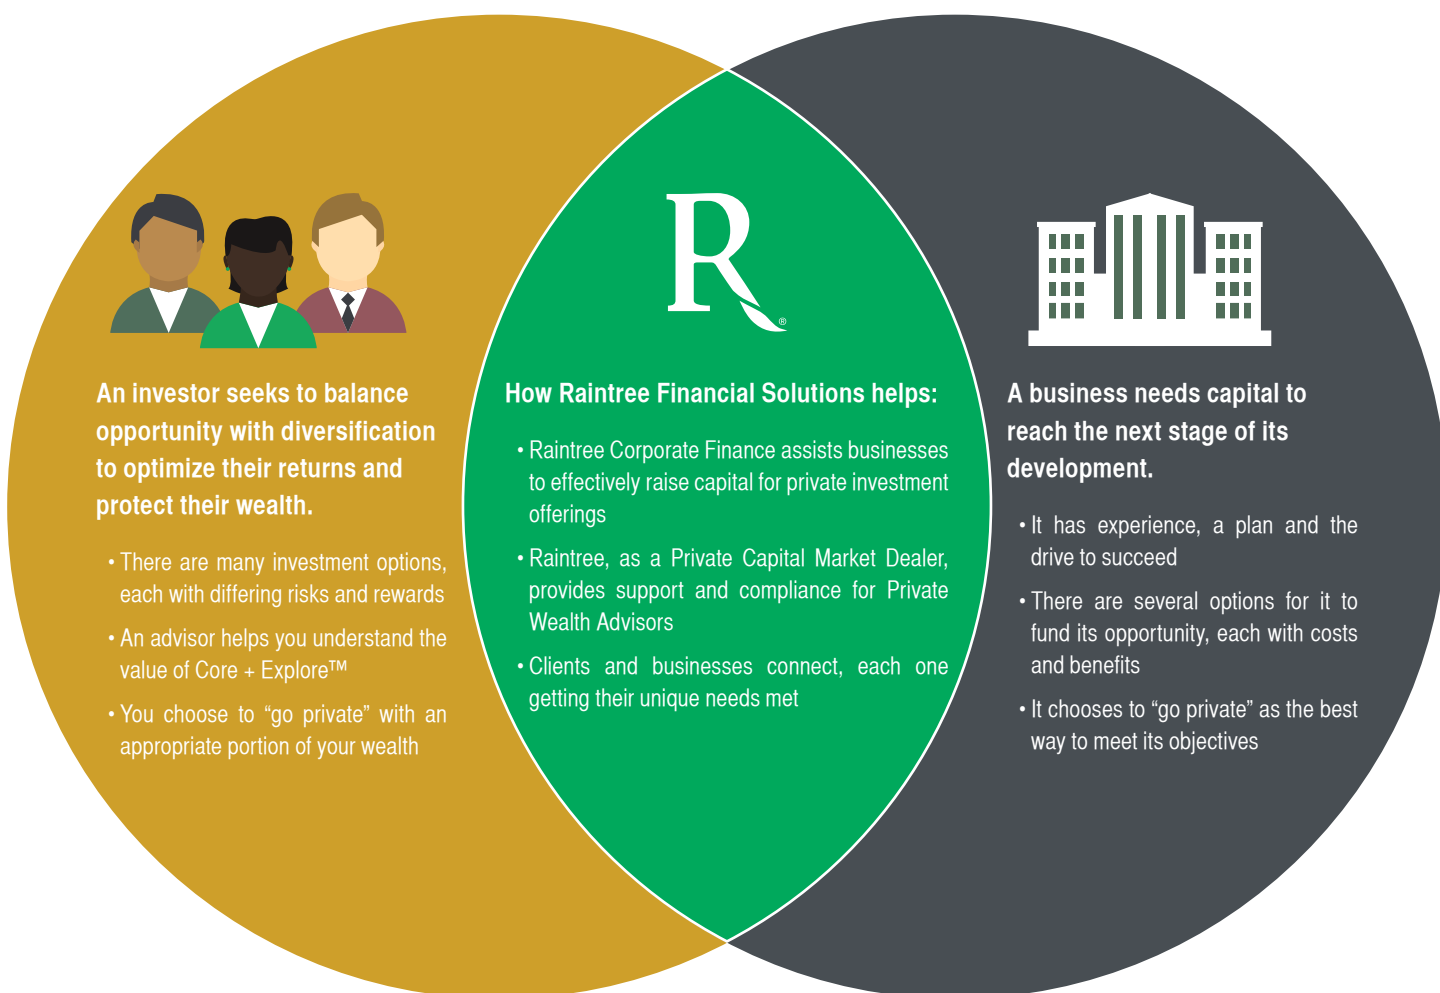 An investor seeks to balance
opportunity with diversification
to optimize their returns and
protect their wealth.
• There are many investment options,
each with differing risks and rewards
• An advisor helps you understand the
value of Core + Explore™
• You choose to “go private” with an
appropriate portion of your wealth
R®
How Raintree Financial Solutions helps:
• Raintree Corporate Finance assists businesses
to effectively raise capital for private investment
offerings
• Raintree, as a Private Capital Market Dealer,
provides support and compliance for Private
Wealth Advisors
• Clients and businesses connect, each one
getting their unique needs met
A business needs capital to
reach the next stage of its
development.
• It has experience, a plan and the
drive to succeed
• There are several options for it to
fund its opportunity, each with costs
and benefits
• It chooses to “go private” as the best
way to meet its objectives